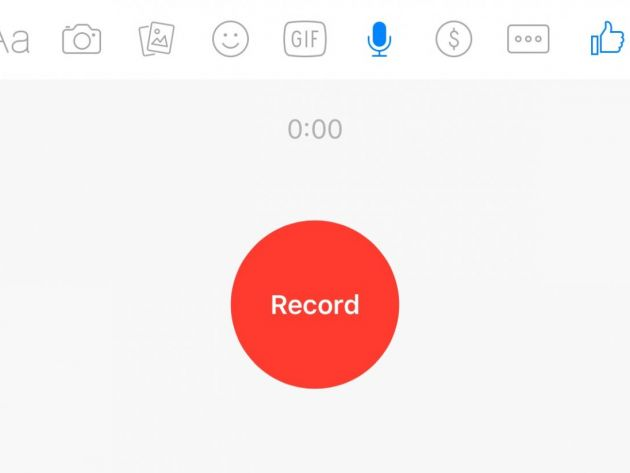 Aa GIF $
0:00
Record